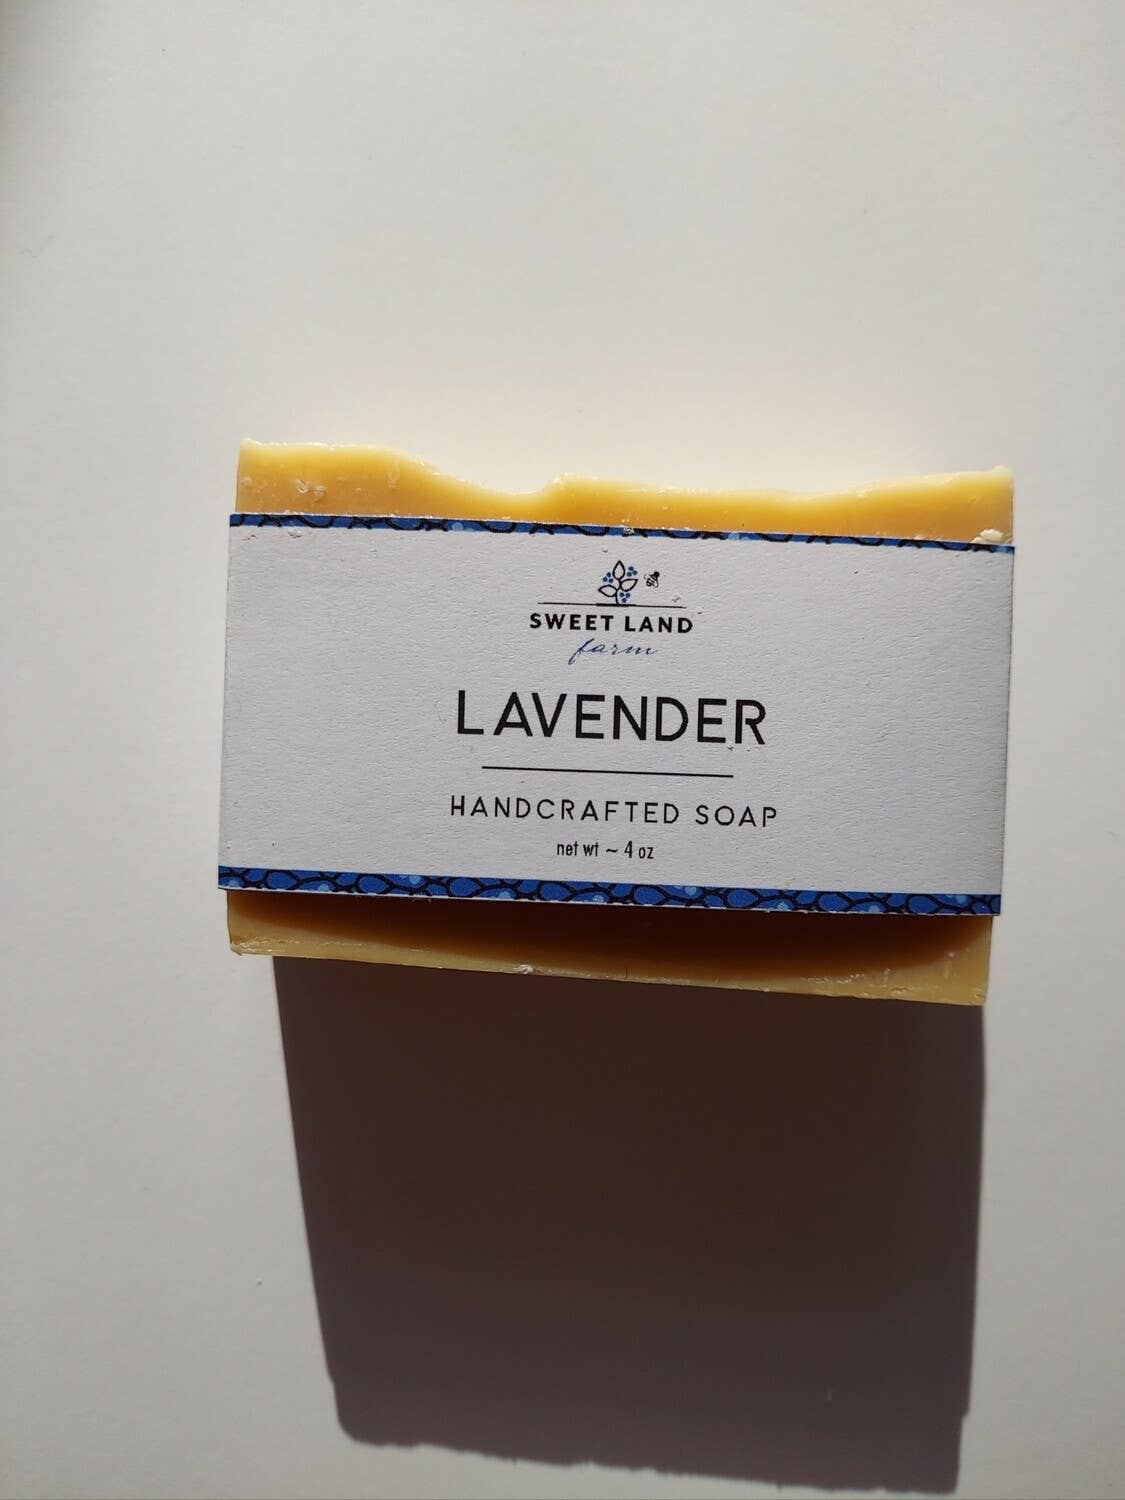 SWEET LAND
farm
LAVENDER
HANDCRAFTED SOAP
net wt ~ 4 oz